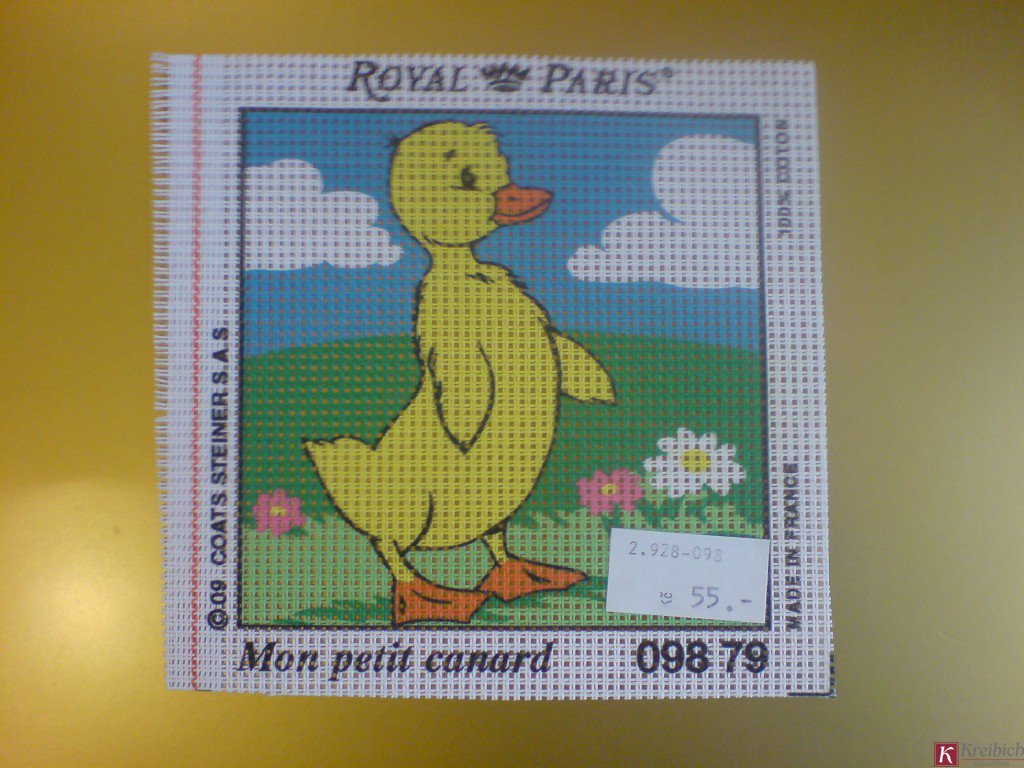 ROYAL PARIS®
100% COTON
©09 COATS STEINER S.A.S.
MADE IN FRANCE
2.928-098
55.-
Mon petit canard 098 79
K Kreibich
GALANTERIE